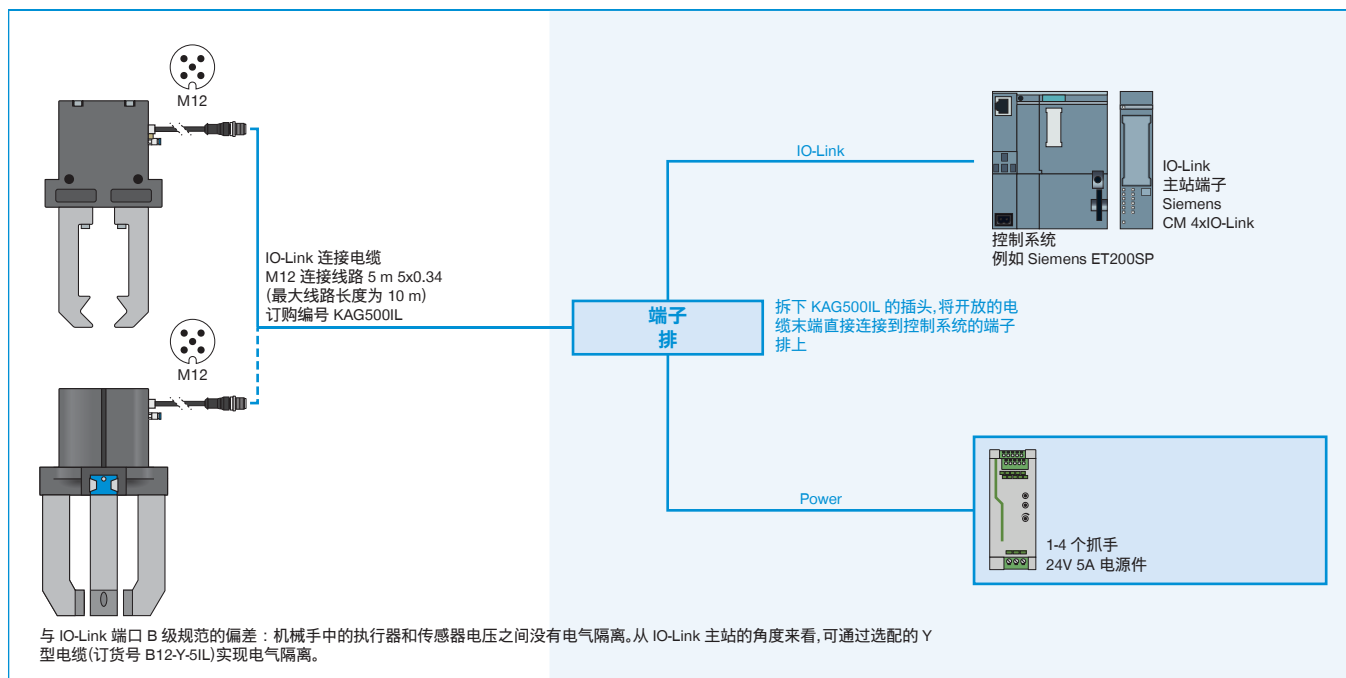 M12
IO-Link 连接电缆
M12 连接线路 5 m 5x0.34
(最大线路长度为 10 m)
订购编号 KAG500IL
M12
IO-Link
IO-Link
主站端子
Siemens
CM 4xIO-Link
控制系统
例如 Siemens ET200SP
端子
排
拆下 KAG500IL 的插头,将开放的电
缆末端直接连接到控制系统的端子
排上
Power
1-4 个抓手
24V 5A 电源件
与 IO-Link 端口 B 级规范的偏差：机械手中的执行器和传感器电压之间没有电气隔离。从 IO-Link 主站的角度来看,可通过选配的 Y
型电缆(订货号 B12-Y-5IL)实现电气隔离。